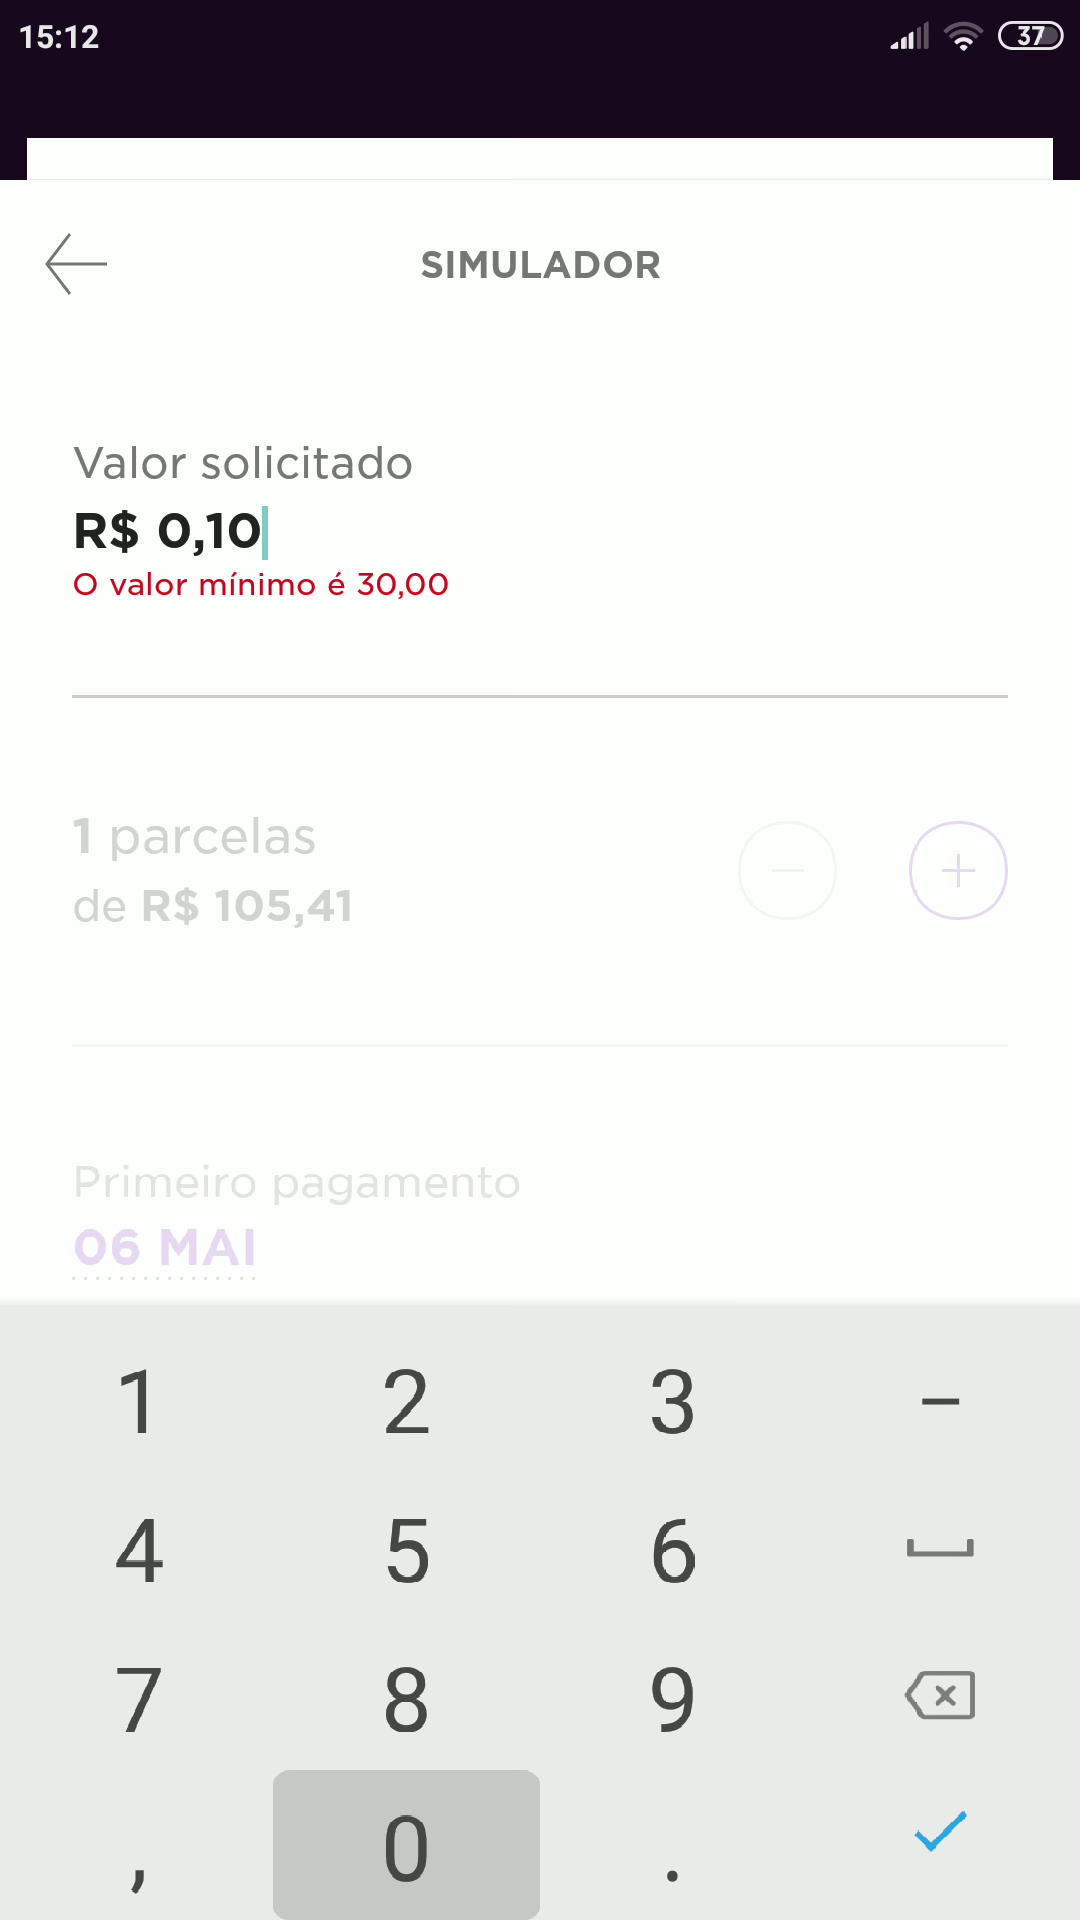 15:12
37
SIMULADOR
Valor solicitado
R$ 0,10
O valor mínimo é 30,00
1 parcelas
de R$ 105,41
Primeiro pagamento
06 MAI
1 2 3 –
4 5 6
7 8 9
, 0 .